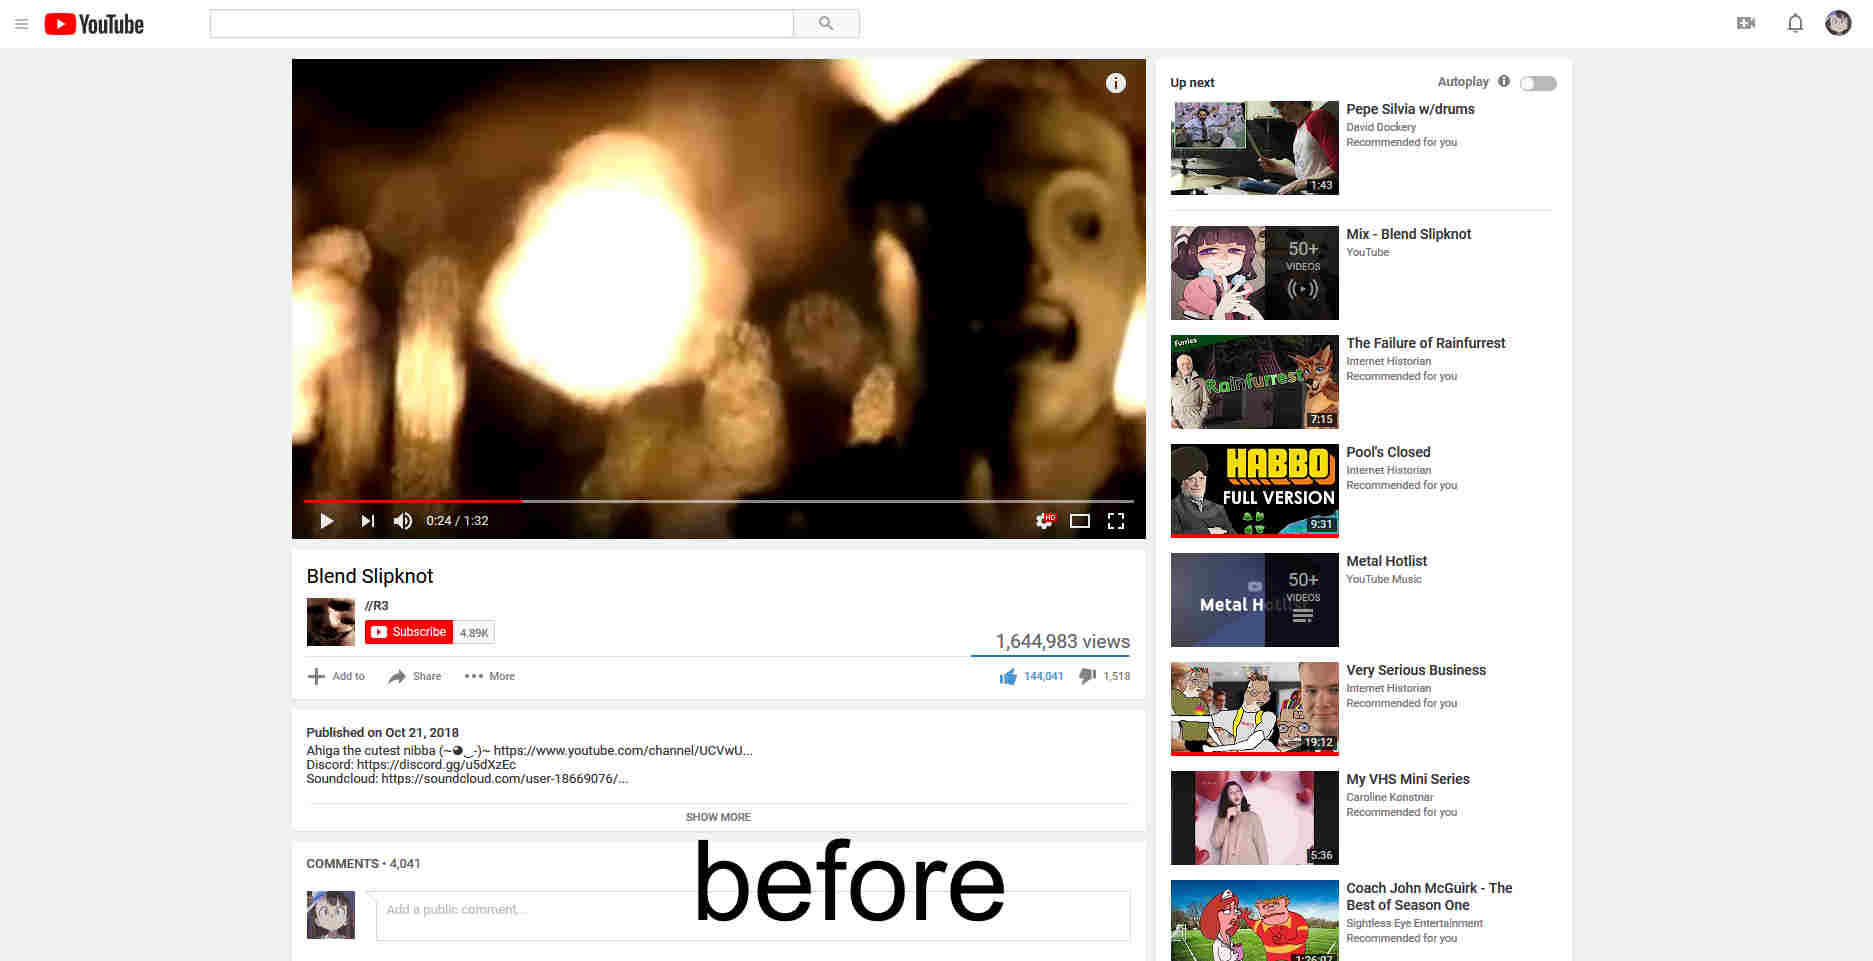 YouTube
Up next
Autoplay
Pepe Silvia w/drums
David Dockery
Recommended for you
1:43
Mix - Blend Slipknot
YouTube
50+
VIDEOS
Furries
Rainfurrest
7:15
The Failure of Rainfurrest
Internet Historian
Recommended for you
HABBO
FULL VERSION
9:31
Pool's Closed
Internet Historian
Recommended for you
Metal Hotlist
50+
VIDEOS
Metal Hotlist
YouTube Music
19:12
Very Serious Business
Internet Historian
Recommended for you
5:36
My VHS Mini Series
Caroline Konstnar
Recommended for you
1:26:07
Coach John McGuirk - The
Best of Season One
Sightless Eye Entertainment
Recommended for you
0:24 / 1:32
HD
Blend Slipknot
//R3
Subscribe 4.89K
1,644,983 views
Add to Share More
144,041 1,518
Published on Oct 21, 2018
Ahiga the cutest nibba (~◕‿-)~ https://www.youtube.com/channel/UCVwU...
Discord: https://discord.gg/u5dXzEc
Soundcloud: https://soundcloud.com/user-18669076/...
SHOW MORE
COMMENTS • 4,041
Add a public comment...
before